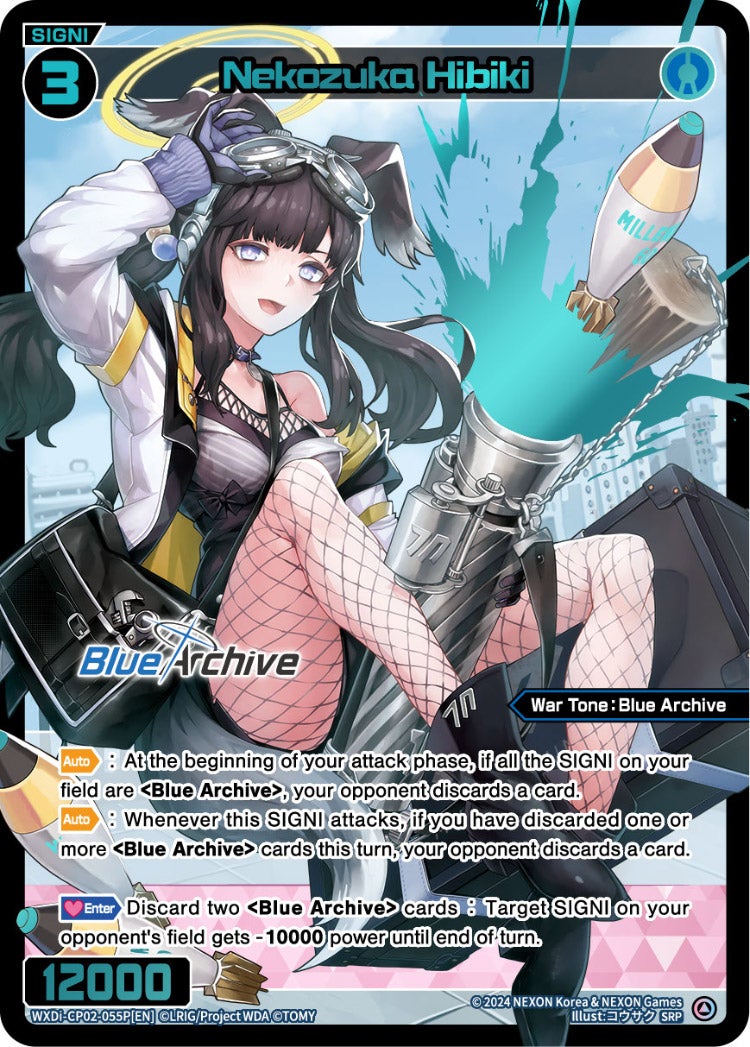 SIGNI
3
Nekozuka Hibiki
70
Blue Archive
70
War Tone:Blue Archive
Auto : At the beginning of your attack phase, if all the SIGNI on your
field are <Blue Archive>, your opponent discards a card.
Auto : Whenever this SIGNI attacks, if you have discarded one or
more <Blue Archive> cards this turn, your opponent discards a card.
Enter Discard two <Blue Archive> cards : Target SIGNI on your
opponent's field gets -10000 power until end of turn.
12000
WXDi-CP02-055P[EN] ©LRIG/Project WDA ©TOMY
© 2024 NEXON Korea & NEXON Games
Illust:コウサク SRP